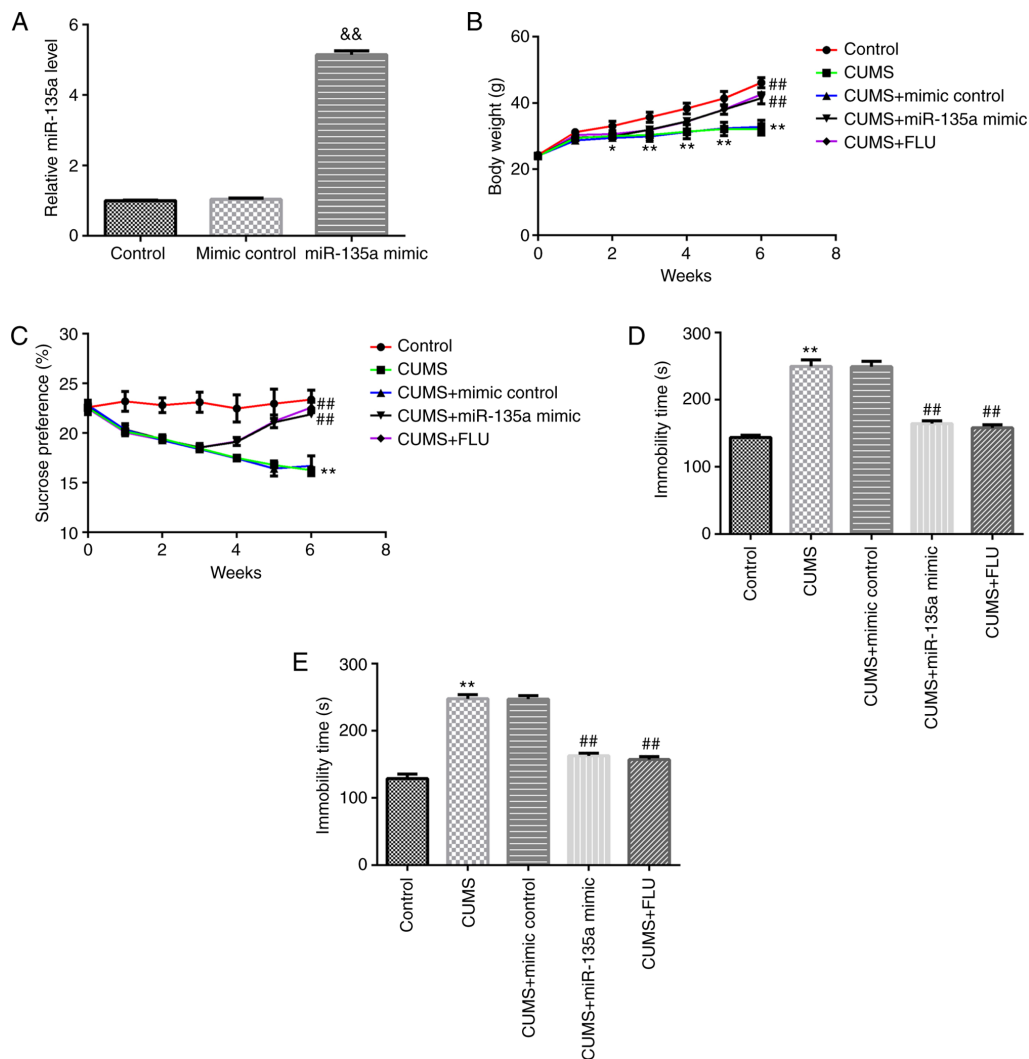 A
Relative miR-135a level
6
4
2
0
&&
Control
Mimic control
miR-135a mimic
B
Body weight (g)
60
40
20
0
0
2
4
6
8
Weeks
*
**
**
**
##
##
**
Control
CUMS
CUMS+mimic control
CUMS+miR-135a mimic
CUMS+FLU
C
Sucrose preference (%)
30
25
20
15
10
0
2
4
6
8
Weeks
##
##
**
Control
CUMS
CUMS+mimic control
CUMS+miR-135a mimic
CUMS+FLU
D
Immobility time (s)
300
200
100
0
**
##
##
Control
CUMS
CUMS+mimic control
CUMS+miR-135a mimic
CUMS+FLU
E
Immobility time (s)
300
200
100
0
**
##
##
Control
CUMS
CUMS+mimic control
CUMS+miR-135a mimic
CUMS+FLU